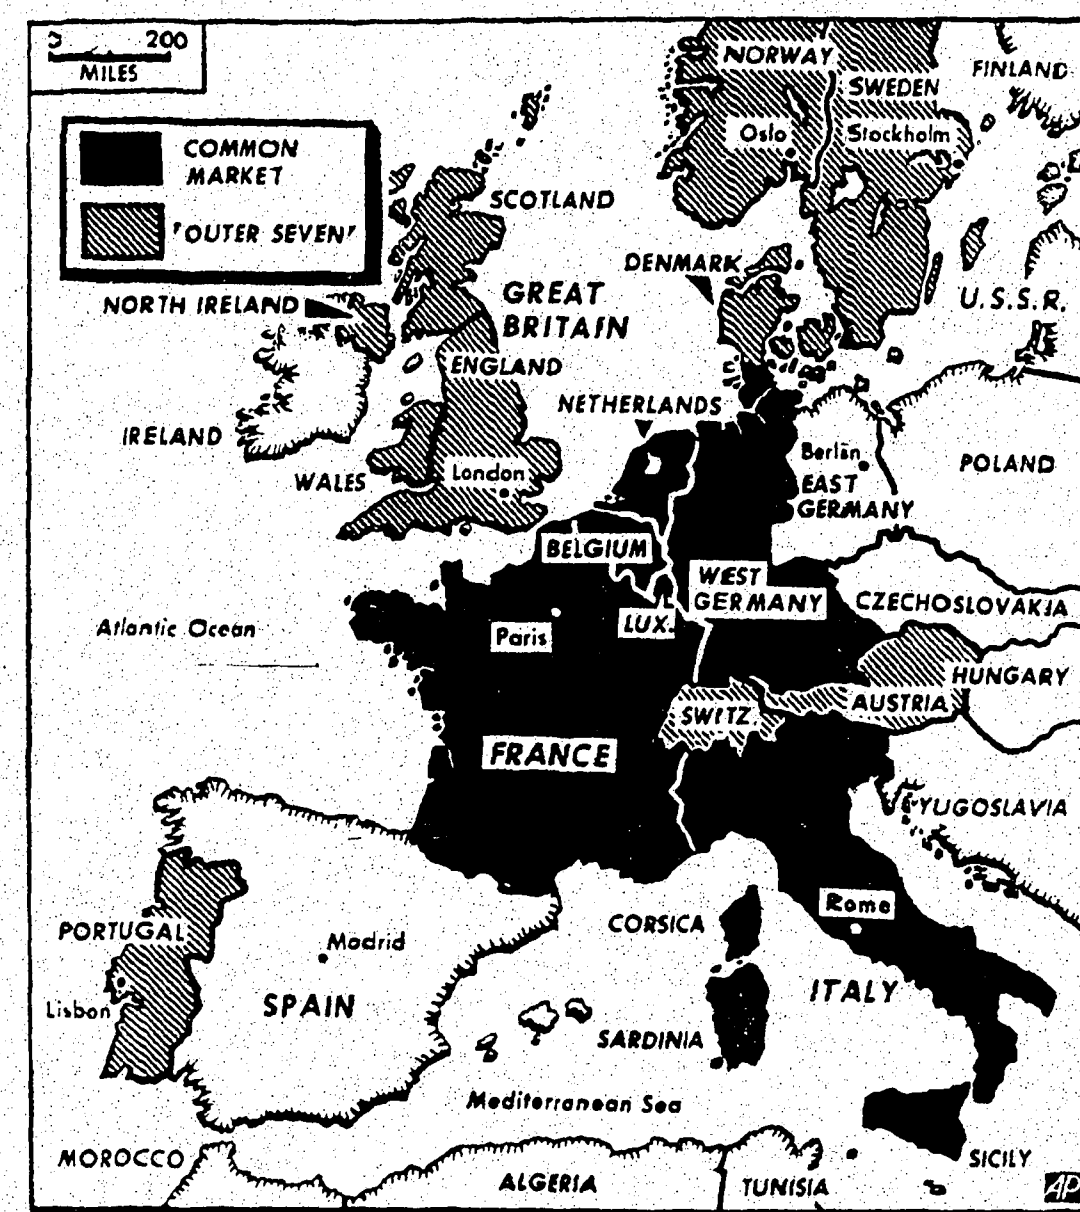 0 200
MILES
COMMON
MARKET
'OUTER SEVEN'
NORWAY
SWEDEN
FINLAND
Oslo
Stockholm
SCOTLAND
DENMARK
NORTH IRELAND
GREAT
BRITAIN
U.S.S.R.
ENGLAND
NETHERLANDS
IRELAND
WALES
London
Berlin
EAST
GERMANY
POLAND
BELGIUM
WEST
GERMANY
CZECHOSLOVAKIA
LUX.
Atlantic Ocean
Paris
HUNGARY
AUSTRIA
SWITZ.
FRANCE
YUGOSLAVIA
Rome
CORSICA
PORTUGAL
Madrid
ITALY
Lisbon
SPAIN
SARDINIA
Mediterranean Sea
MOROCCO
ALGERIA
TUNISIA
SICILY
AP